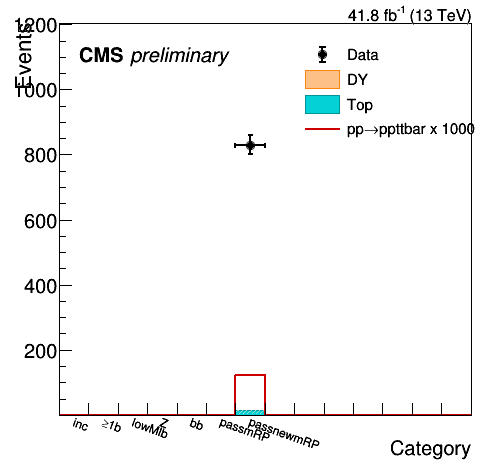 41.8 fb⁻¹ (13 TeV)
Events
CMS preliminary
Data
DY
Top
pp→ppttbar x 1000
1200
1000
800
600
400
200
inc
≥1b
lowMlb
Z
bb
passmRP
passnewmRP
Category